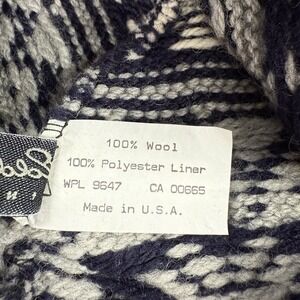 100% Wool
100% Polyester Liner
WPL 9647 CA 00665
Made in U.S.A.